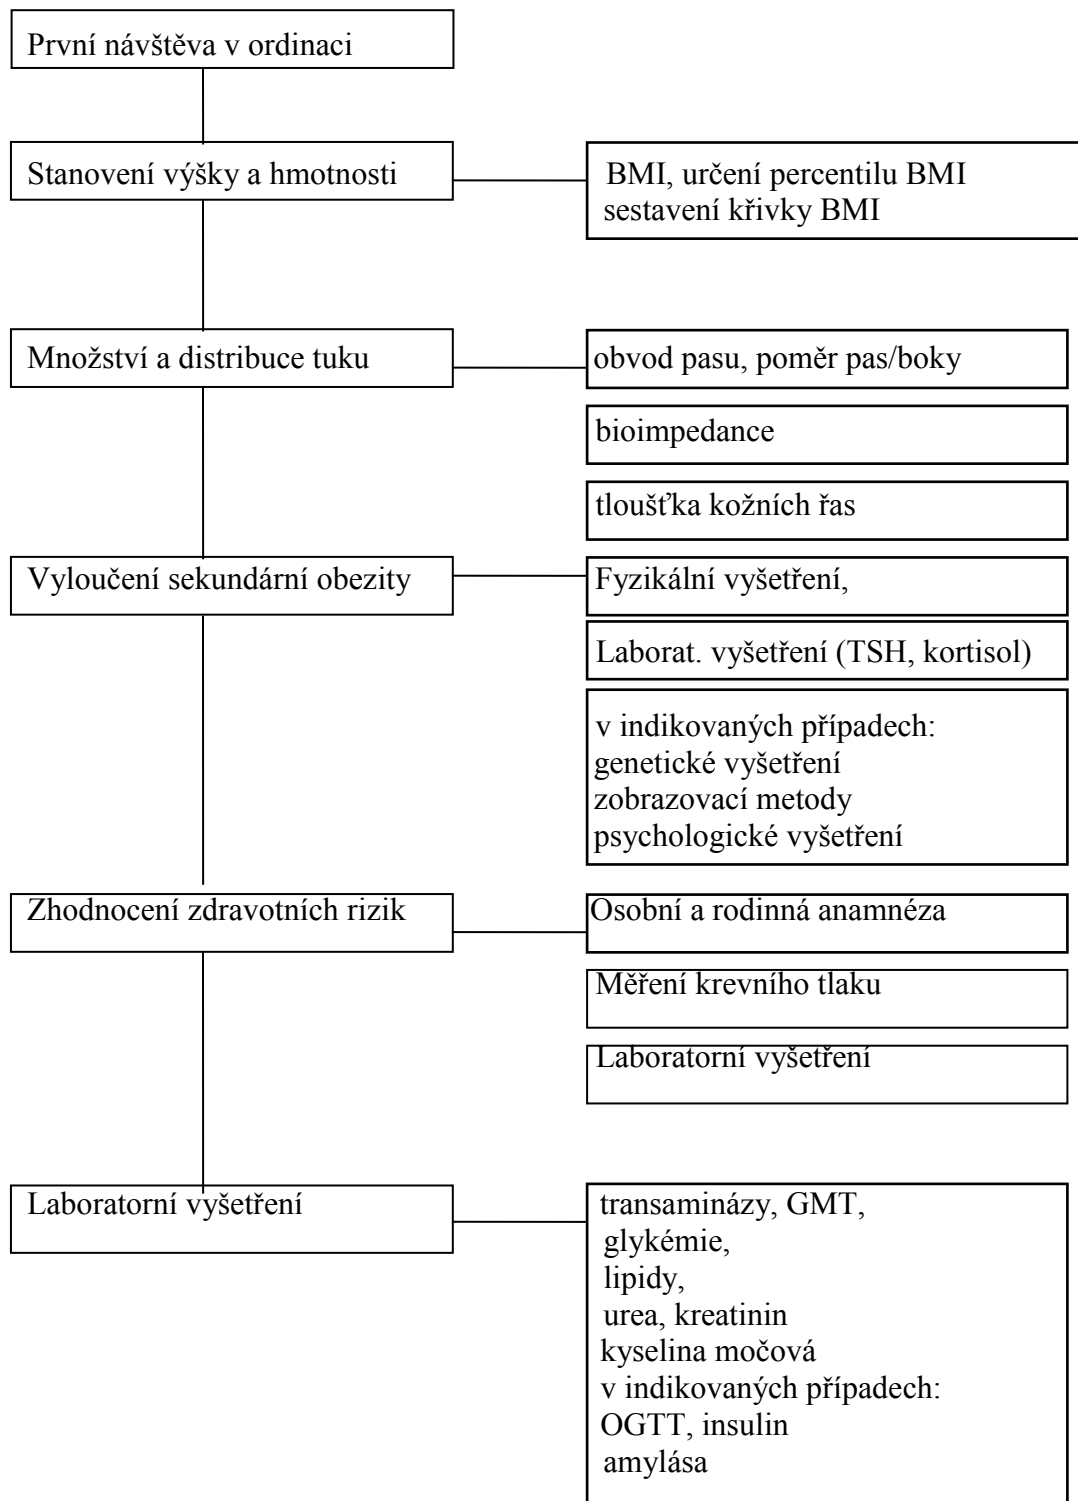 První návštěva v ordinaci
Stanovení výšky a hmotnosti
BMI, určení percentilu BMI
sestavení křivky BMI
Množství a distribuce tuku
obvod pasu, poměr pas/boky
bioimpedance
tloušťka kožních řas
Vyloučení sekundární obezity
Fyzikální vyšetření,
Laborat. vyšetření (TSH, kortisol)
v indikovaných případech:
genetické vyšetření
zobrazovací metody
psychologické vyšetření
Zhodnocení zdravotních rizik
Osobní a rodinná anamnéza
Měření krevního tlaku
Laboratorní vyšetření
Laboratorní vyšetření
transaminázy, GMT,
glykémie,
lipidy,
urea, kreatinin
kyselina močová
v indikovaných případech:
OGTT, insulin
amylása